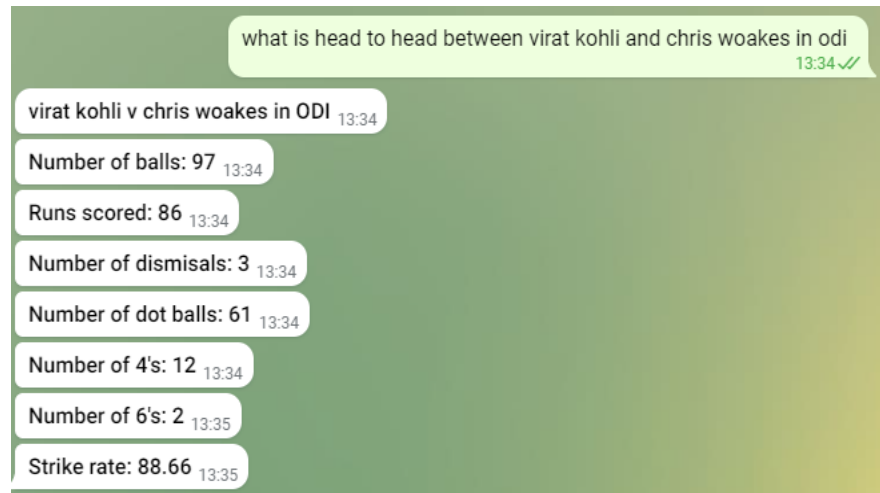 what is head to head between virat kohli and chris woakes in odi
13:34
virat kohli v chris woakes in ODI 13:34
Number of balls: 97 13:34
Runs scored: 86 13:34
Number of dismisals: 3 13:34
Number of dot balls: 61 13:34
Number of 4's: 12 13:34
Number of 6's: 2 13:35
Strike rate: 88.66 13:35